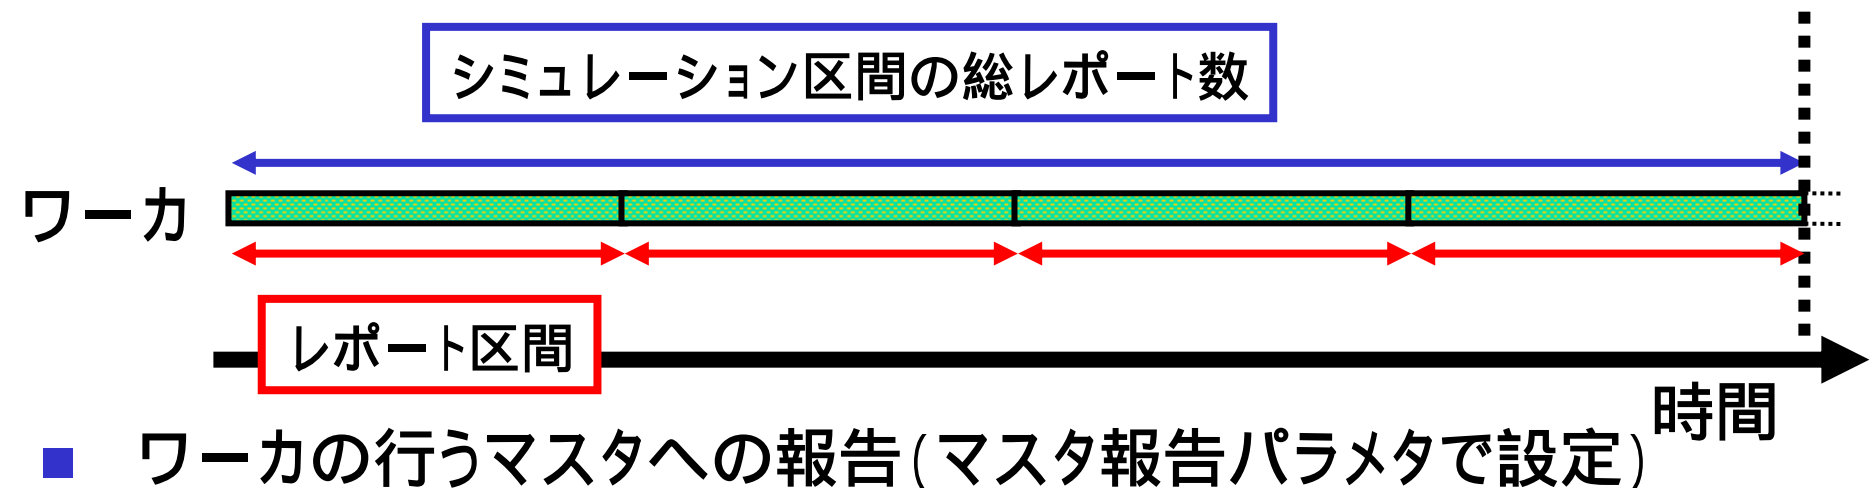 シミュレーション区間の総レポート数
ワーカ
レポート区間
時間
ワーカの行うマスタへの報告(マスタ報告パラメタで設定)